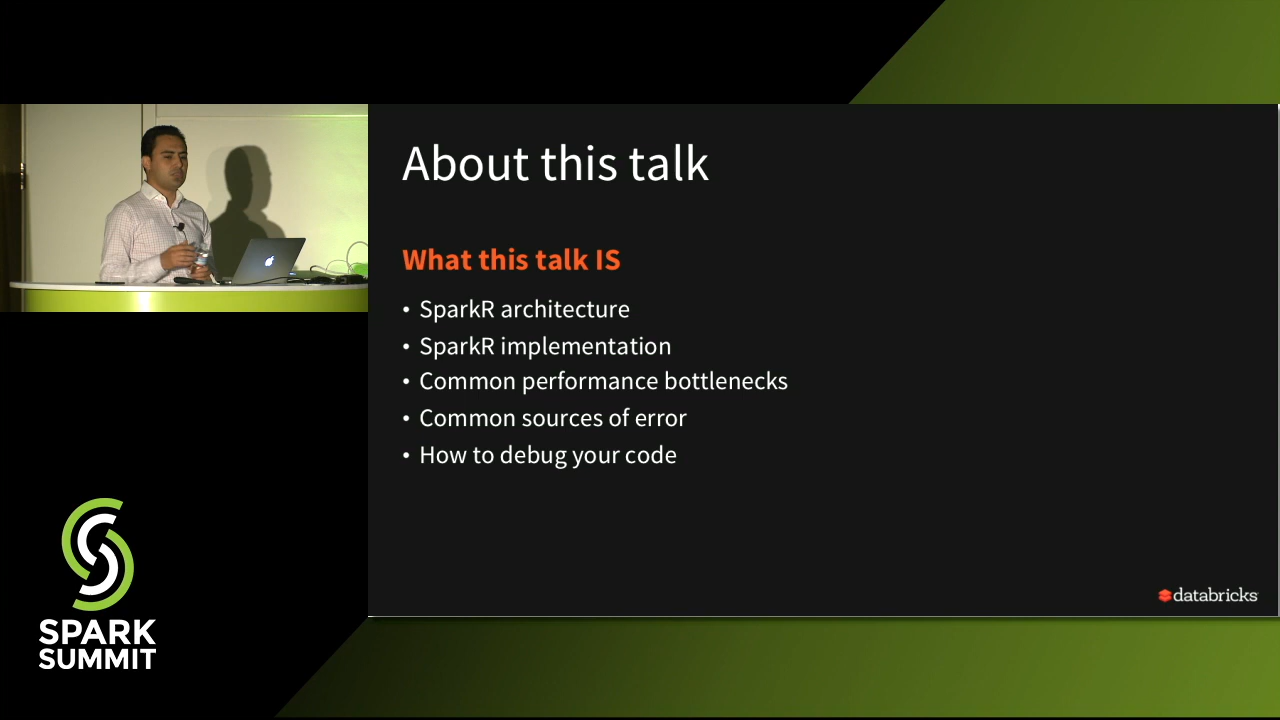 About this talk
What this talk IS
• SparkR architecture
• SparkR implementation
• Common performance bottlenecks
• Common sources of error
• How to debug your code
databricks
SPARK
SUMMIT